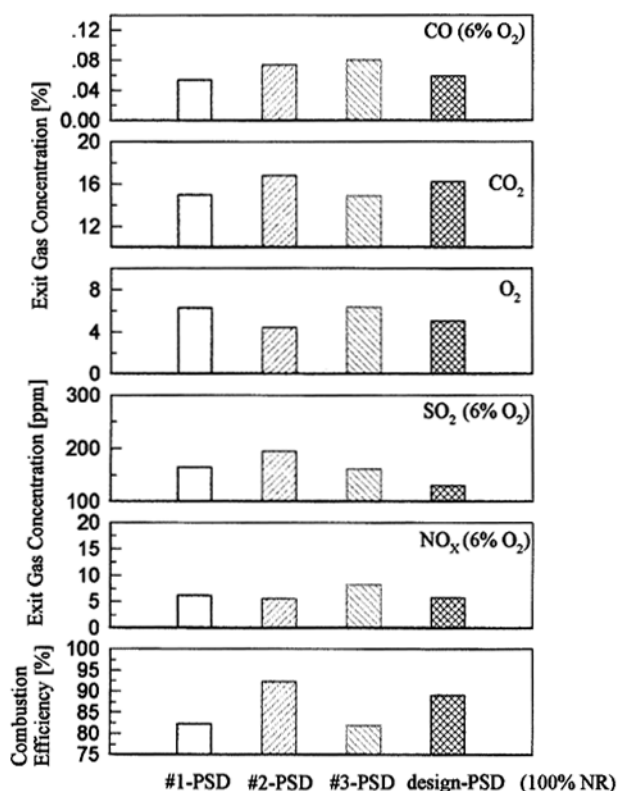 Exit Gas Concentration [%]
.12
.08
0.04
0.00
CO (6% O2)
20
16
12
CO2
8
4
0
O2
Exit Gas Concentration [ppm]
300
200
100
SO2 (6% O2)
20
15
10
5
0
NOX (6% O2)
Combustion
Efficiency [%]
100
95
90
85
80
75
#1-PSD #2-PSD #3-PSD design-PSD (100% NR)